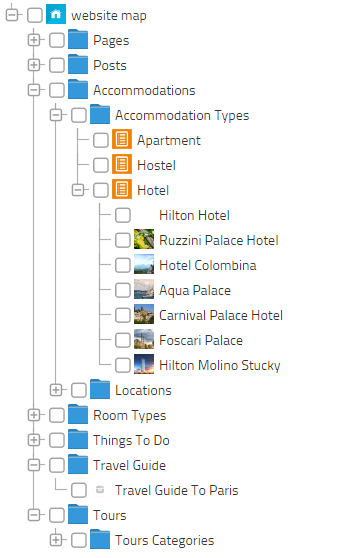 website map
Pages
Posts
Accommodations
Accommodation Types
Apartment
Hostel
Hotel
Hilton Hotel
Ruzzini Palace Hotel
Hotel Colombina
Aqua Palace
Carnival Palace Hotel
Foscari Palace
Hilton Molino Stucky
Locations
Room Types
Things To Do
Travel Guide
Travel Guide To Paris
Tours
Tours Categories